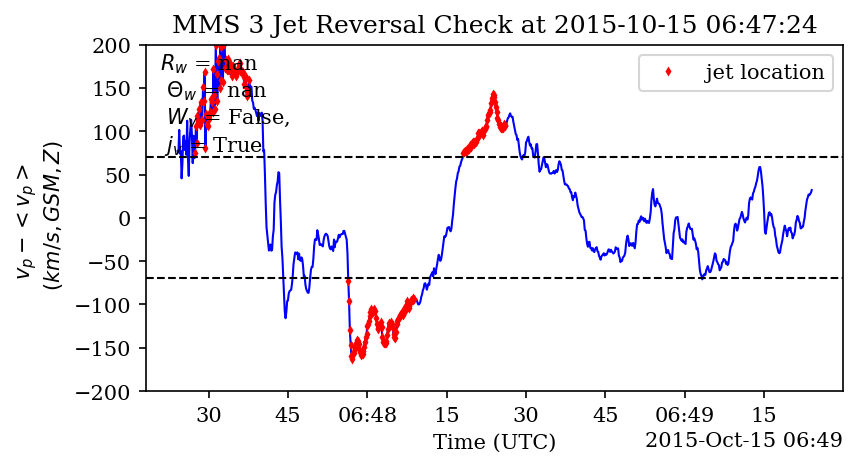 MMS 3 Jet Reversal Check at 2015-10-15 06:47:24
200
150
100
50
0
−50
−100
−150
−200
v_p − < v_p >
(km/s, GSM, Z)
R_w = nan
Θ_w = nan
W_v = False,
j_v = True
jet location
30 45 06:48 15 30 45 06:49 15
Time (UTC)
2015-Oct-15 06:49